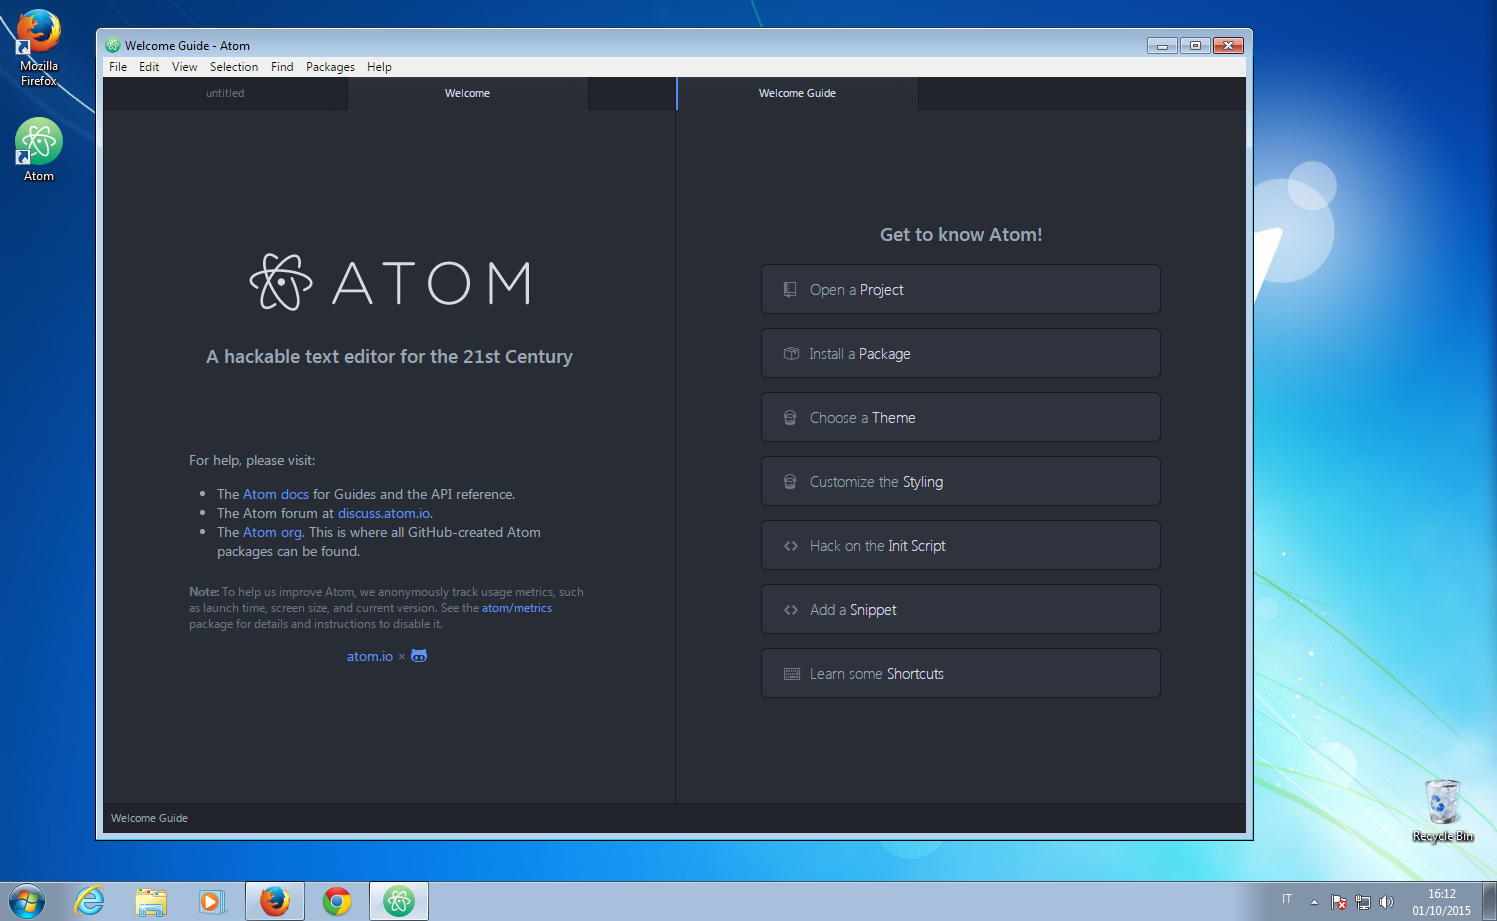 Mozilla
Firefox
Atom
Welcome Guide - Atom
File Edit View Selection Find Packages Help
untitled
Welcome
Welcome Guide
ATOM
A hackable text editor for the 21st Century
For help, please visit:
The Atom docs for Guides and the API reference.
The Atom forum at discuss.atom.io.
The Atom org. This is where all GitHub-created Atom
packages can be found.
Note: To help us improve Atom, we anonymously track usage metrics, such
as launch time, screen size, and current version. See the atom/metrics
package for details and instructions to disable it.
atom.io ×
Get to know Atom!
Open a Project
Install a Package
Choose a Theme
Customize the Styling
Hack on the Init Script
Add a Snippet
Learn some Shortcuts
Welcome Guide
Recycle Bin
IT
16:12
01/10/2015